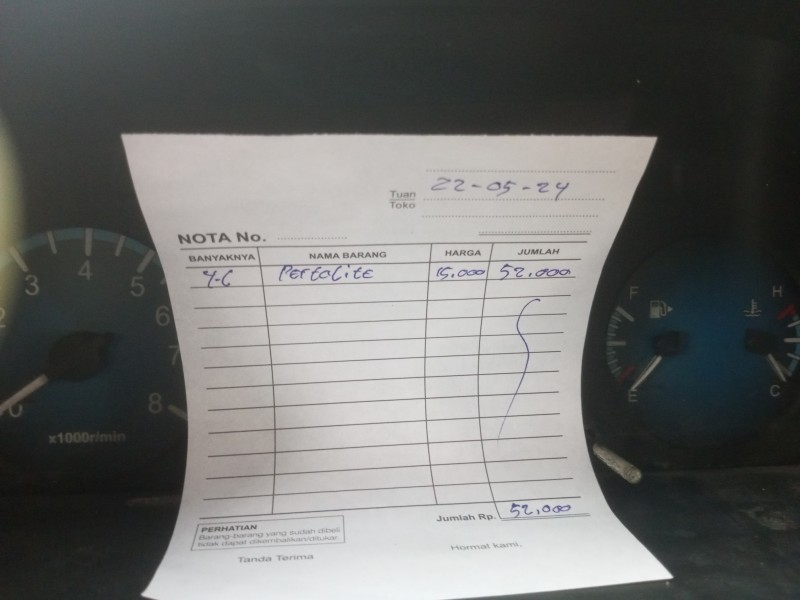 22-05-24
Tuan
Toko
NOTA No.
BANYAKNYA NAMA BARANG HARGA JUMLAH
Pertalite 15.000 52.000
Jumlah Rp. 52.000
PERHATIAN
Barang-barang yang sudah dibeli
tidak dapat dikembalikan/ditukar
Tanda Terima Hormat kami,
3 4 5
2 6
7
0 8
x1000r/min
F H
E C